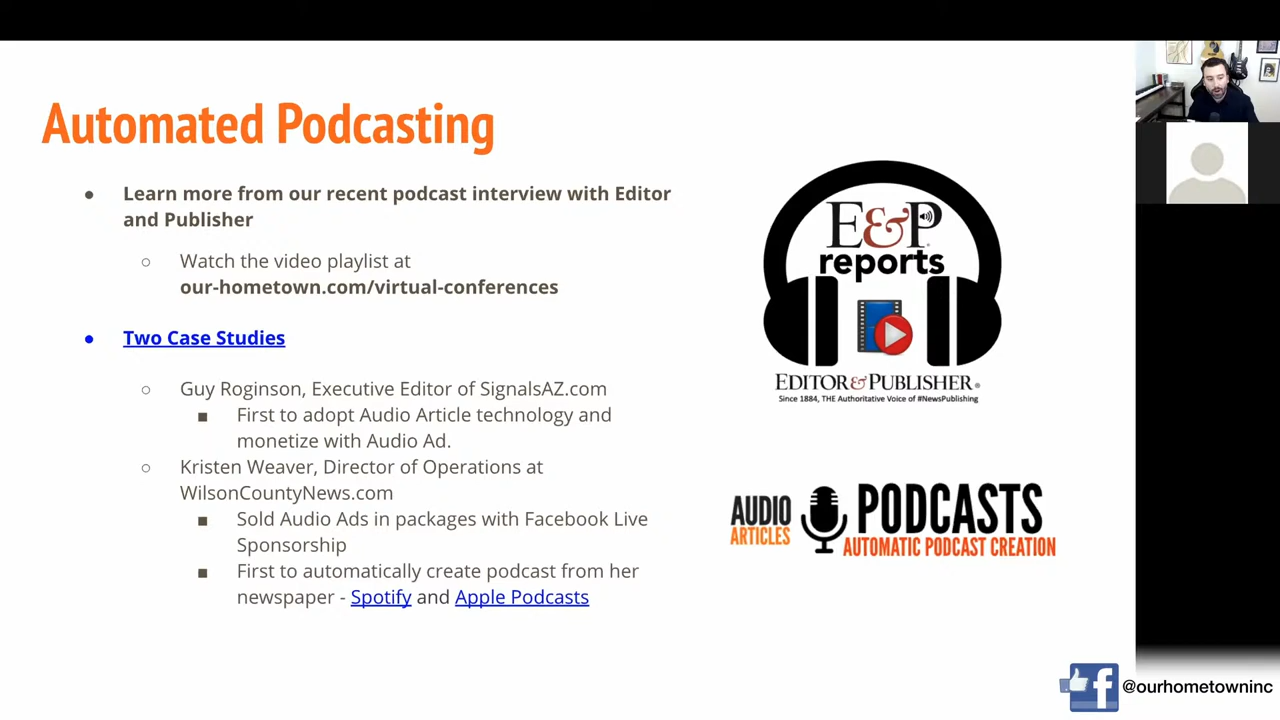 Automated Podcasting
● Learn more from our recent podcast interview with Editor
and Publisher
○ Watch the video playlist at
our-hometown.com/virtual-conferences
● Two Case Studies
○ Guy Roginson, Executive Editor of SignalsAZ.com
■ First to adopt Audio Article technology and
monetize with Audio Ad.
○ Kristen Weaver, Director of Operations at
WilsonCountyNews.com
■ Sold Audio Ads in packages with Facebook Live
Sponsorship
■ First to automatically create podcast from her
newspaper - Spotify and Apple Podcasts
E&P
reports
EDITOR&PUBLISHER®
Since 1884, THE Authoritative Voice of #NewsPublishing
AUDIO
ARTICLES
PODCASTS
AUTOMATIC PODCAST CREATION
f
@ourhometowninc